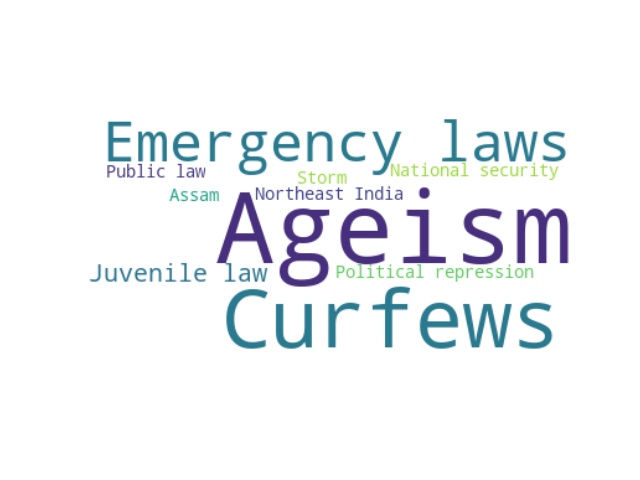 Emergency laws
Public law
National security
Storm
Assam
Northeast India
Ageism
Juvenile law
Political repression
Curfews